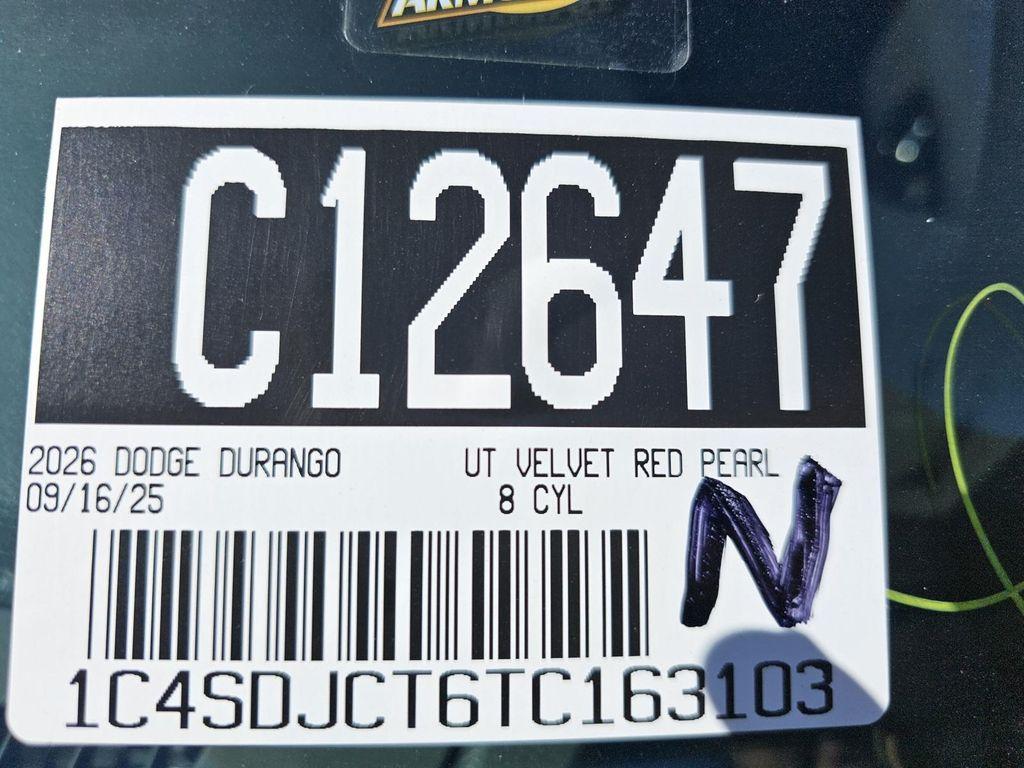 C12647
2026 DODGE DURANGO UT VELVET RED PEARL
09/16/25 8 CYL
N
1C4SDJCT6TC163103